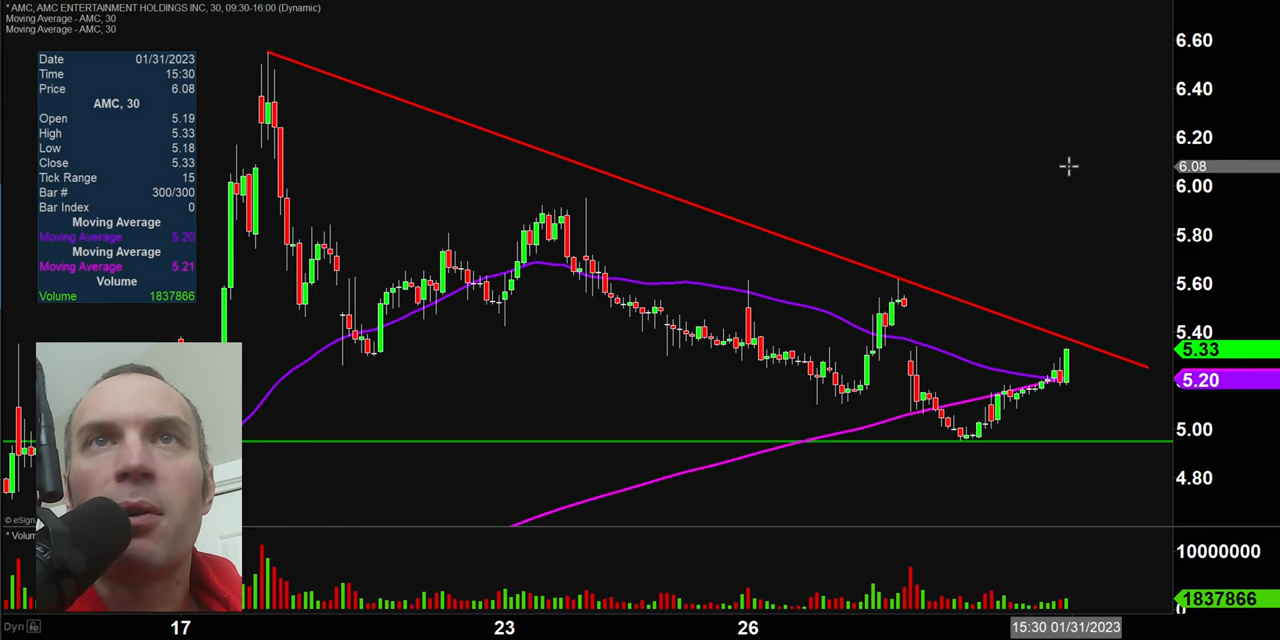 * AMC, AMC ENTERTAINMENT HOLDINGS INC, 30, 09:30-16:00 (Dynamic)
Moving Average - AMC, 30
Moving Average - AMC, 30
Date 01/31/2023
Time 15:30
Price 6.08
AMC, 30
Open 5.19
High 5.33
Low 5.18
Close 5.33
Tick Range 15
Bar # 300/300
Bar Index 0
Moving Average
Moving Average 5.20
Moving Average
Moving Average 5.21
Volume
Volume 1837866
6.60
6.40
6.20
6.08
6.00
5.80
5.60
5.40
5.33
5.20
5.00
4.80
© eSign
* Volum
10000000
0
1837866
Dyn
17
23
26
15:30 01/31/2023